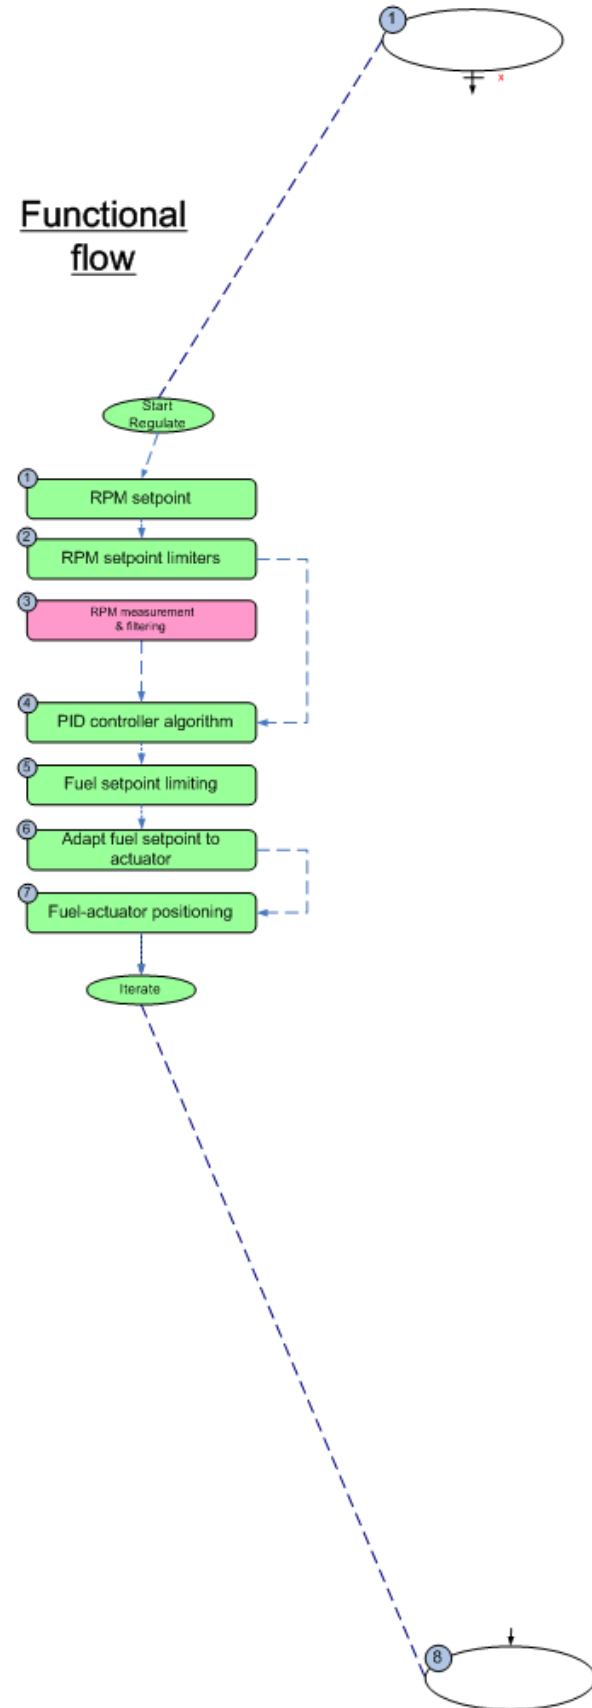 1
x
Functional
flow
Start
Regulate
1
RPM setpoint
2
RPM setpoint limiters
3
RPM measurement
& filtering
4
PID controller algorithm
5
Fuel setpoint limiting
6
Adapt fuel setpoint to
actuator
7
Fuel-actuator positioning
Iterate
8